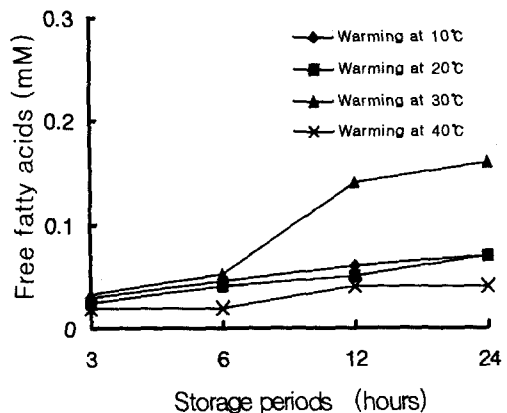 Free fatty acids (mM)
0.3
0.2
0.1
0
Warming at 10℃
Warming at 20℃
Warming at 30℃
Warming at 40℃
3 6 12 24
Storage periods (hours)